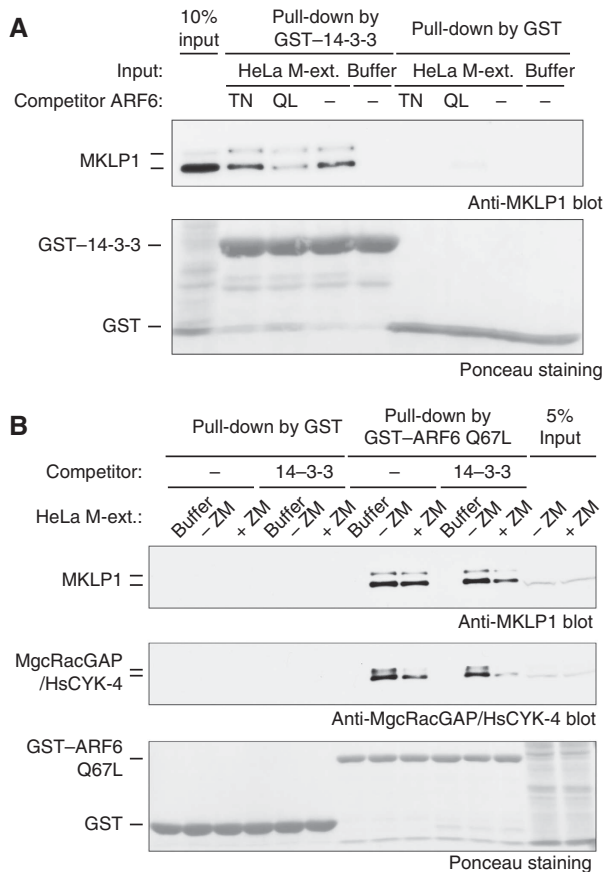 A
10% input
Pull-down by GST–14-3-3
Pull-down by GST
Input:
HeLa M-ext. Buffer HeLa M-ext. Buffer
Competitor ARF6: TN QL – – TN QL – –
MKLP1
Anti-MKLP1 blot
GST–14-3-3
GST
Ponceau staining
B
Pull-down by GST
Pull-down by GST–ARF6 Q67L
5% Input
Competitor: – 14–3-3 – 14–3-3
HeLa M-ext.: Buffer – ZM + ZM Buffer – ZM + ZM Buffer – ZM + ZM Buffer – ZM + ZM – ZM + ZM
MKLP1
Anti-MKLP1 blot
MgcRacGAP
/HsCYK-4
Anti-MgcRacGAP/HsCYK-4 blot
GST–ARF6
Q67L
GST
Ponceau staining